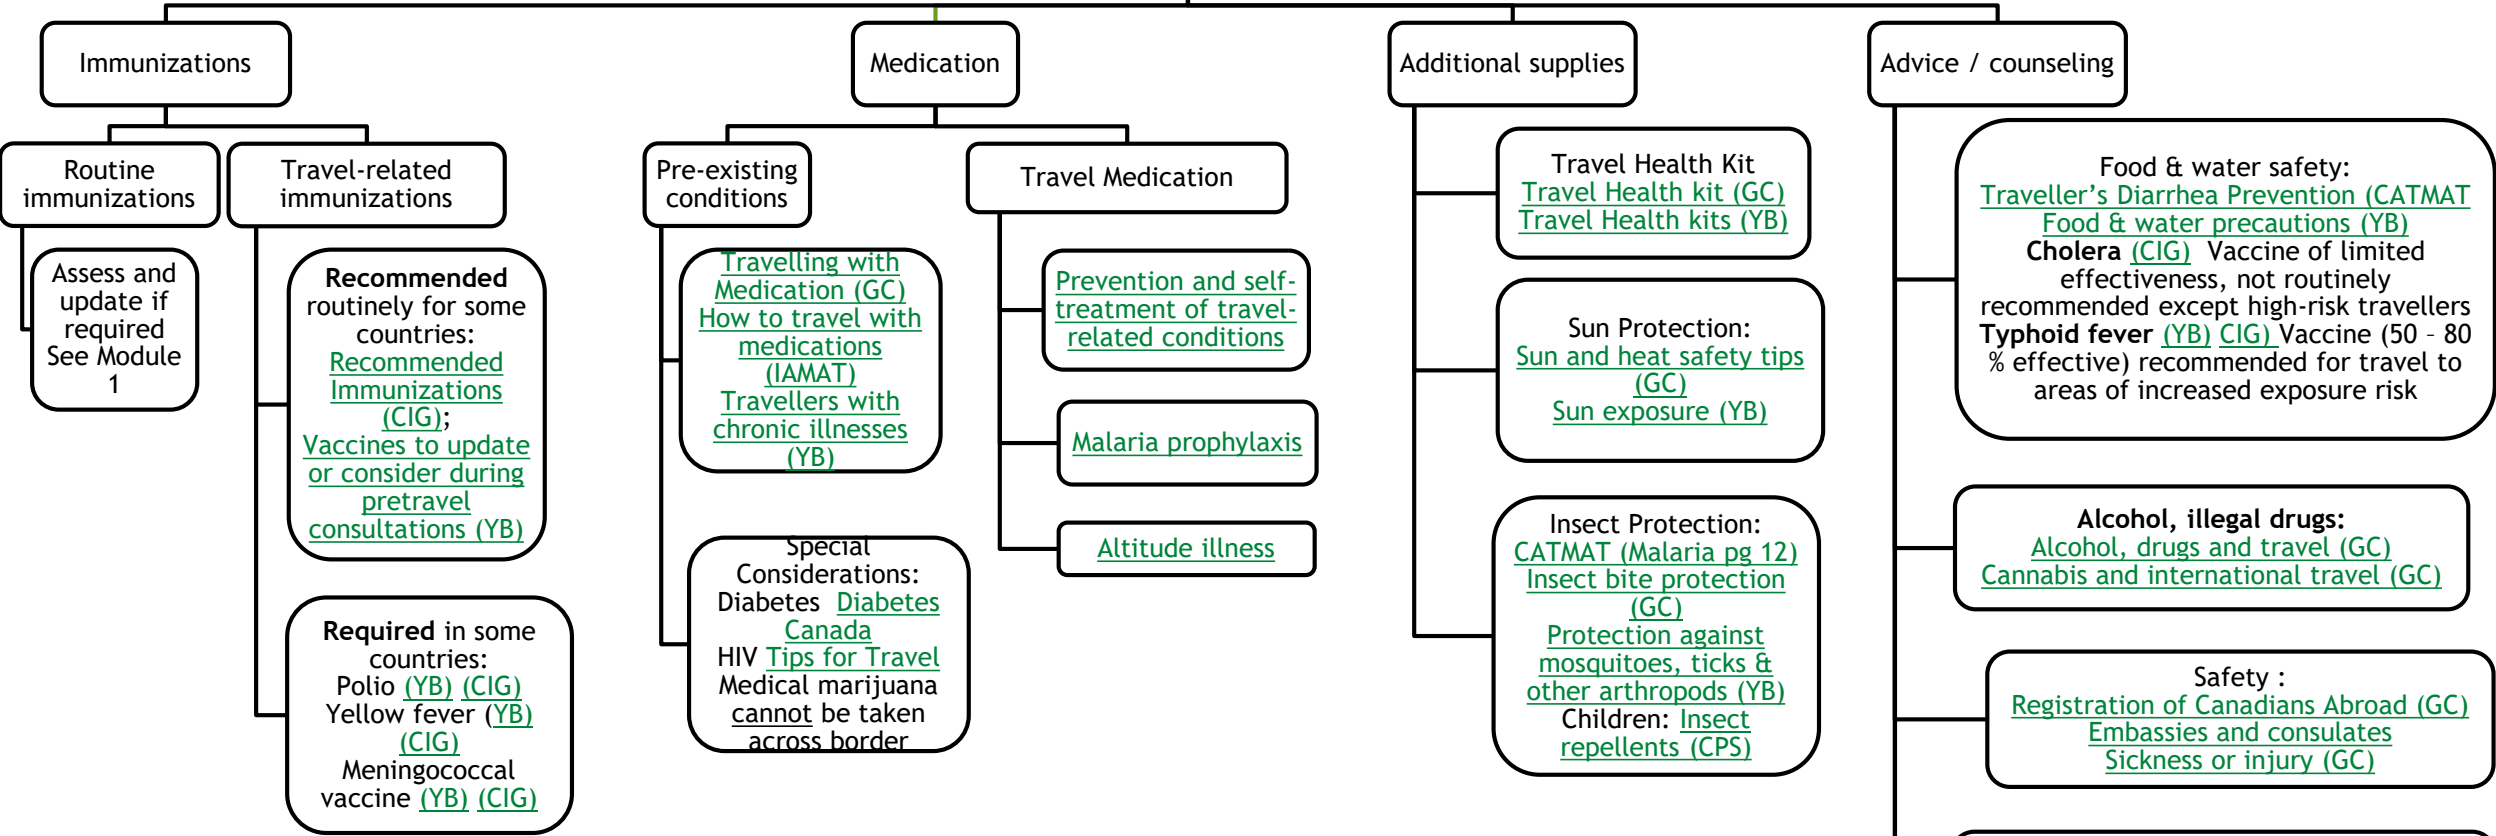 Immunizations
Medication
Additional supplies
Advice / counseling
Routine
immunizations
Travel-related
immunizations
Pre-existing
conditions
Travel Medication
Assess and
update if
required
See Module
1
Recommended
routinely for some
countries:
Recommended
Immunizations
(CIG);
Vaccines to update
or consider during
pretravel
consultations (YB)
Required in some
countries:
Polio (YB) (CIG)
Yellow fever (YB)
(CIG)
Meningococcal
vaccine (YB) (CIG)
Travelling with
Medication (GC)
How to travel with
medications
(IAMAT)
Travellers with
chronic illnesses
(YB)
Special
Considerations:
Diabetes Diabetes
Canada
HIV Tips for Travel
Medical marijuana
cannot be taken
across border
Prevention and self-
treatment of travel-
related conditions
Malaria prophylaxis
Altitude illness
Travel Health Kit
Travel Health kit (GC)
Travel Health kits (YB)
Sun Protection:
Sun and heat safety tips
(GC)
Sun exposure (YB)
Insect Protection:
CATMAT (Malaria pg 12)
Insect bite protection
(GC)
Protection against
mosquitoes, ticks &
other arthropods (YB)
Children: Insect
repellents (CPS)
Food & water safety:
Traveller’s Diarrhea Prevention (CATMAT
Food & water precautions (YB)
Cholera (CIG) Vaccine of limited
effectiveness, not routinely
recommended except high-risk travellers
Typhoid fever (YB) CIG) Vaccine (50 – 80
% effective) recommended for travel to
areas of increased exposure risk
Alcohol, illegal drugs:
Alcohol, drugs and travel (GC)
Cannabis and international travel (GC)
Safety :
Registration of Canadians Abroad (GC)
Embassies and consulates
Sickness or injury (GC)